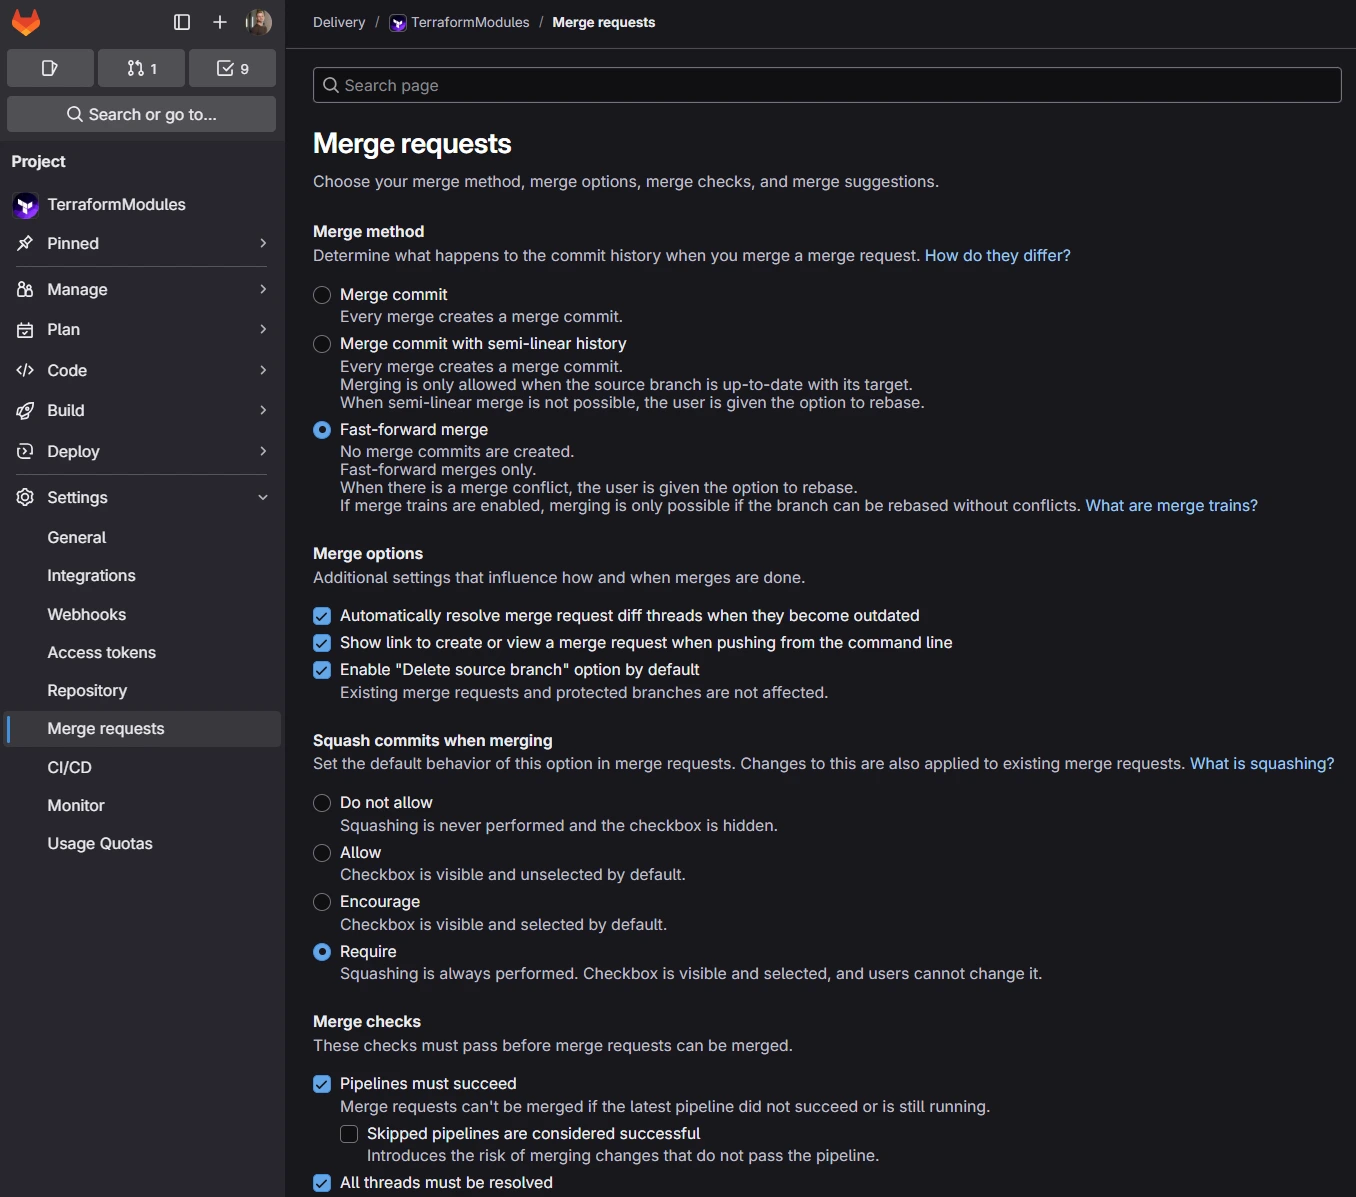 Delivery / TerraformModules / Merge requests
1
9
Search or go to...
Project
TerraformModules
Pinned
Manage
Plan
Code
Build
Deploy
Settings
General
Integrations
Webhooks
Access tokens
Repository
Merge requests
CI/CD
Monitor
Usage Quotas
Search page
Merge requests
Choose your merge method, merge options, merge checks, and merge suggestions.
Merge method
Determine what happens to the commit history when you merge a merge request. How do they differ?
Merge commit
Every merge creates a merge commit.
Merge commit with semi-linear history
Every merge creates a merge commit.
Merging is only allowed when the source branch is up-to-date with its target.
When semi-linear merge is not possible, the user is given the option to rebase.
Fast-forward merge
No merge commits are created.
Fast-forward merges only.
When there is a merge conflict, the user is given the option to rebase.
If merge trains are enabled, merging is only possible if the branch can be rebased without conflicts. What are merge trains?
Merge options
Additional settings that influence how and when merges are done.
Automatically resolve merge request diff threads when they become outdated
Show link to create or view a merge request when pushing from the command line
Enable "Delete source branch" option by default
Existing merge requests and protected branches are not affected.
Squash commits when merging
Set the default behavior of this option in merge requests. Changes to this are also applied to existing merge requests. What is squashing?
Do not allow
Squashing is never performed and the checkbox is hidden.
Allow
Checkbox is visible and unselected by default.
Encourage
Checkbox is visible and selected by default.
Require
Squashing is always performed. Checkbox is visible and selected, and users cannot change it.
Merge checks
These checks must pass before merge requests can be merged.
Pipelines must succeed
Merge requests can't be merged if the latest pipeline did not succeed or is still running.
Skipped pipelines are considered successful
Introduces the risk of merging changes that do not pass the pipeline.
All threads must be resolved